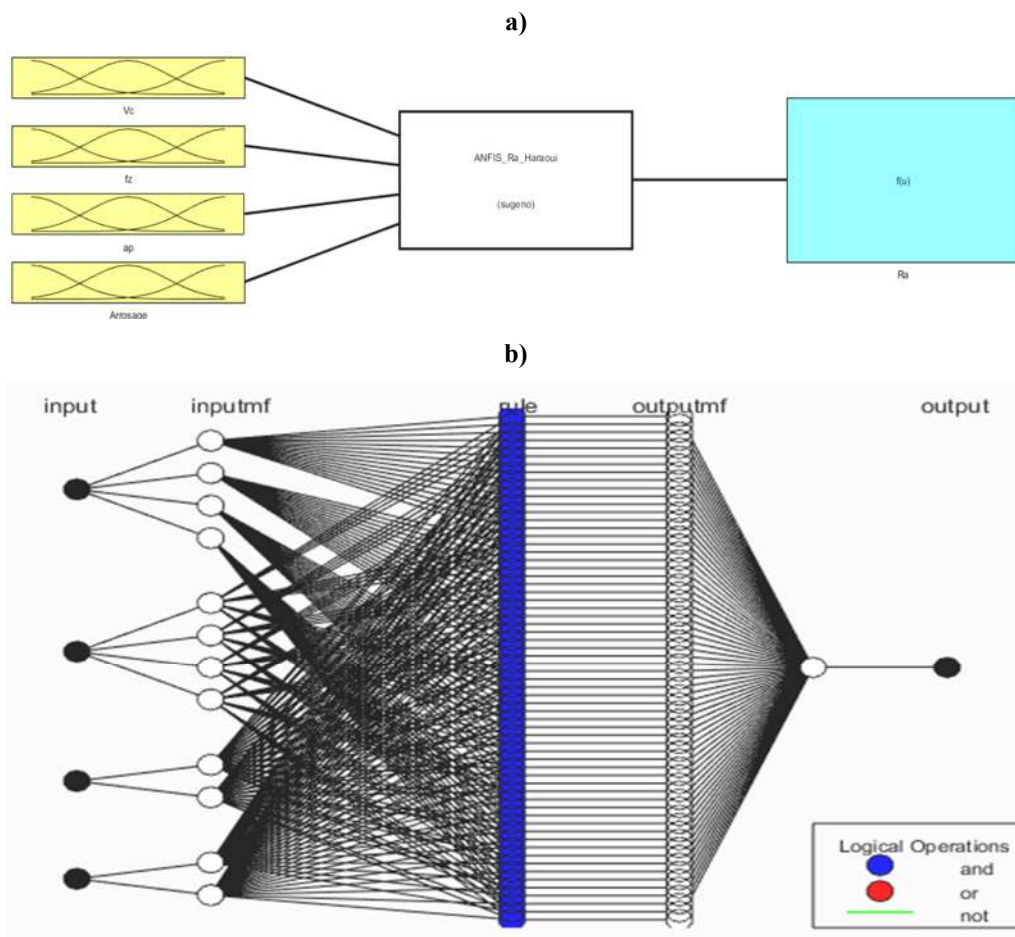 a)
Vc
fz
ap
Arrosage
ANFIS_Ra_Haraoui
(sugeno)
f(u)
Ra
b)
input inputmf rule outputmf output
Logical Operations
and
or
not